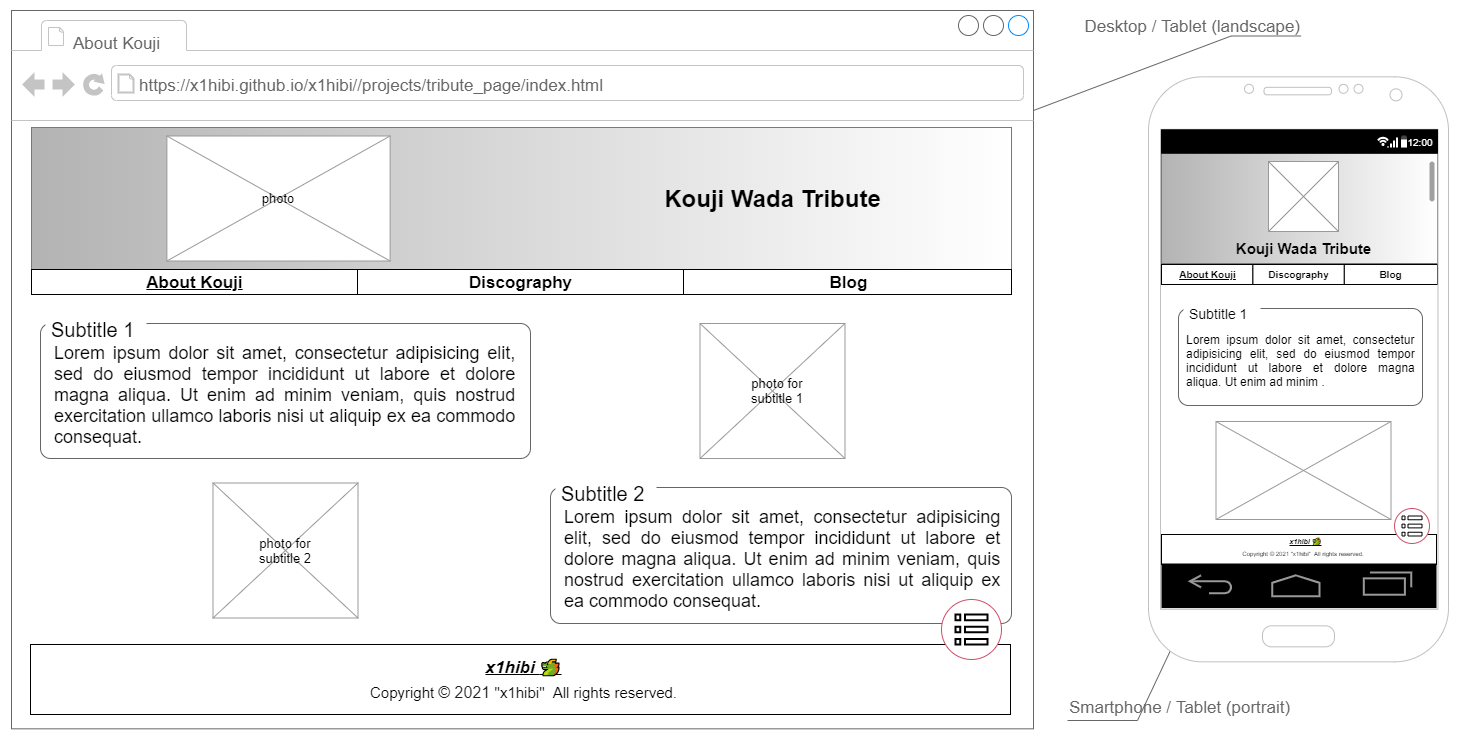 About Kouji
https://x1hibi.github.io/x1hibi//projects/tribute_page/index.html
photo
Kouji Wada Tribute
About Kouji
Discography
Blog
Subtitle 1
Lorem ipsum dolor sit amet, consectetur adipisicing elit,
sed do eiusmod tempor incididunt ut labore et dolore
magna aliqua. Ut enim ad minim veniam, quis nostrud
exercitation ullamco laboris nisi ut aliquip ex ea commodo
consequat.
photo for
subtitle 1
photo for
subtitle 2
Subtitle 2
Lorem ipsum dolor sit amet, consectetur adipisicing
elit, sed do eiusmod tempor incididunt ut labore et
dolore magna aliqua. Ut enim ad minim veniam, quis
nostrud exercitation ullamco laboris nisi ut aliquip ex
ea commodo consequat.
x1hibi
Copyright © 2021 "x1hibi"  All rights reserved.
Desktop / Tablet (landscape)
12:00
Kouji Wada Tribute
About Kouji
Discography
Blog
Subtitle 1
Lorem ipsum dolor sit amet, consectetur
adipisicing elit, sed do eiusmod tempor
incididunt ut labore et dolore magna
aliqua. Ut enim ad minim .
x1hibi
Copyright © 2021 "x1hibi"  All rights reserved.
Smartphone / Tablet (portrait)